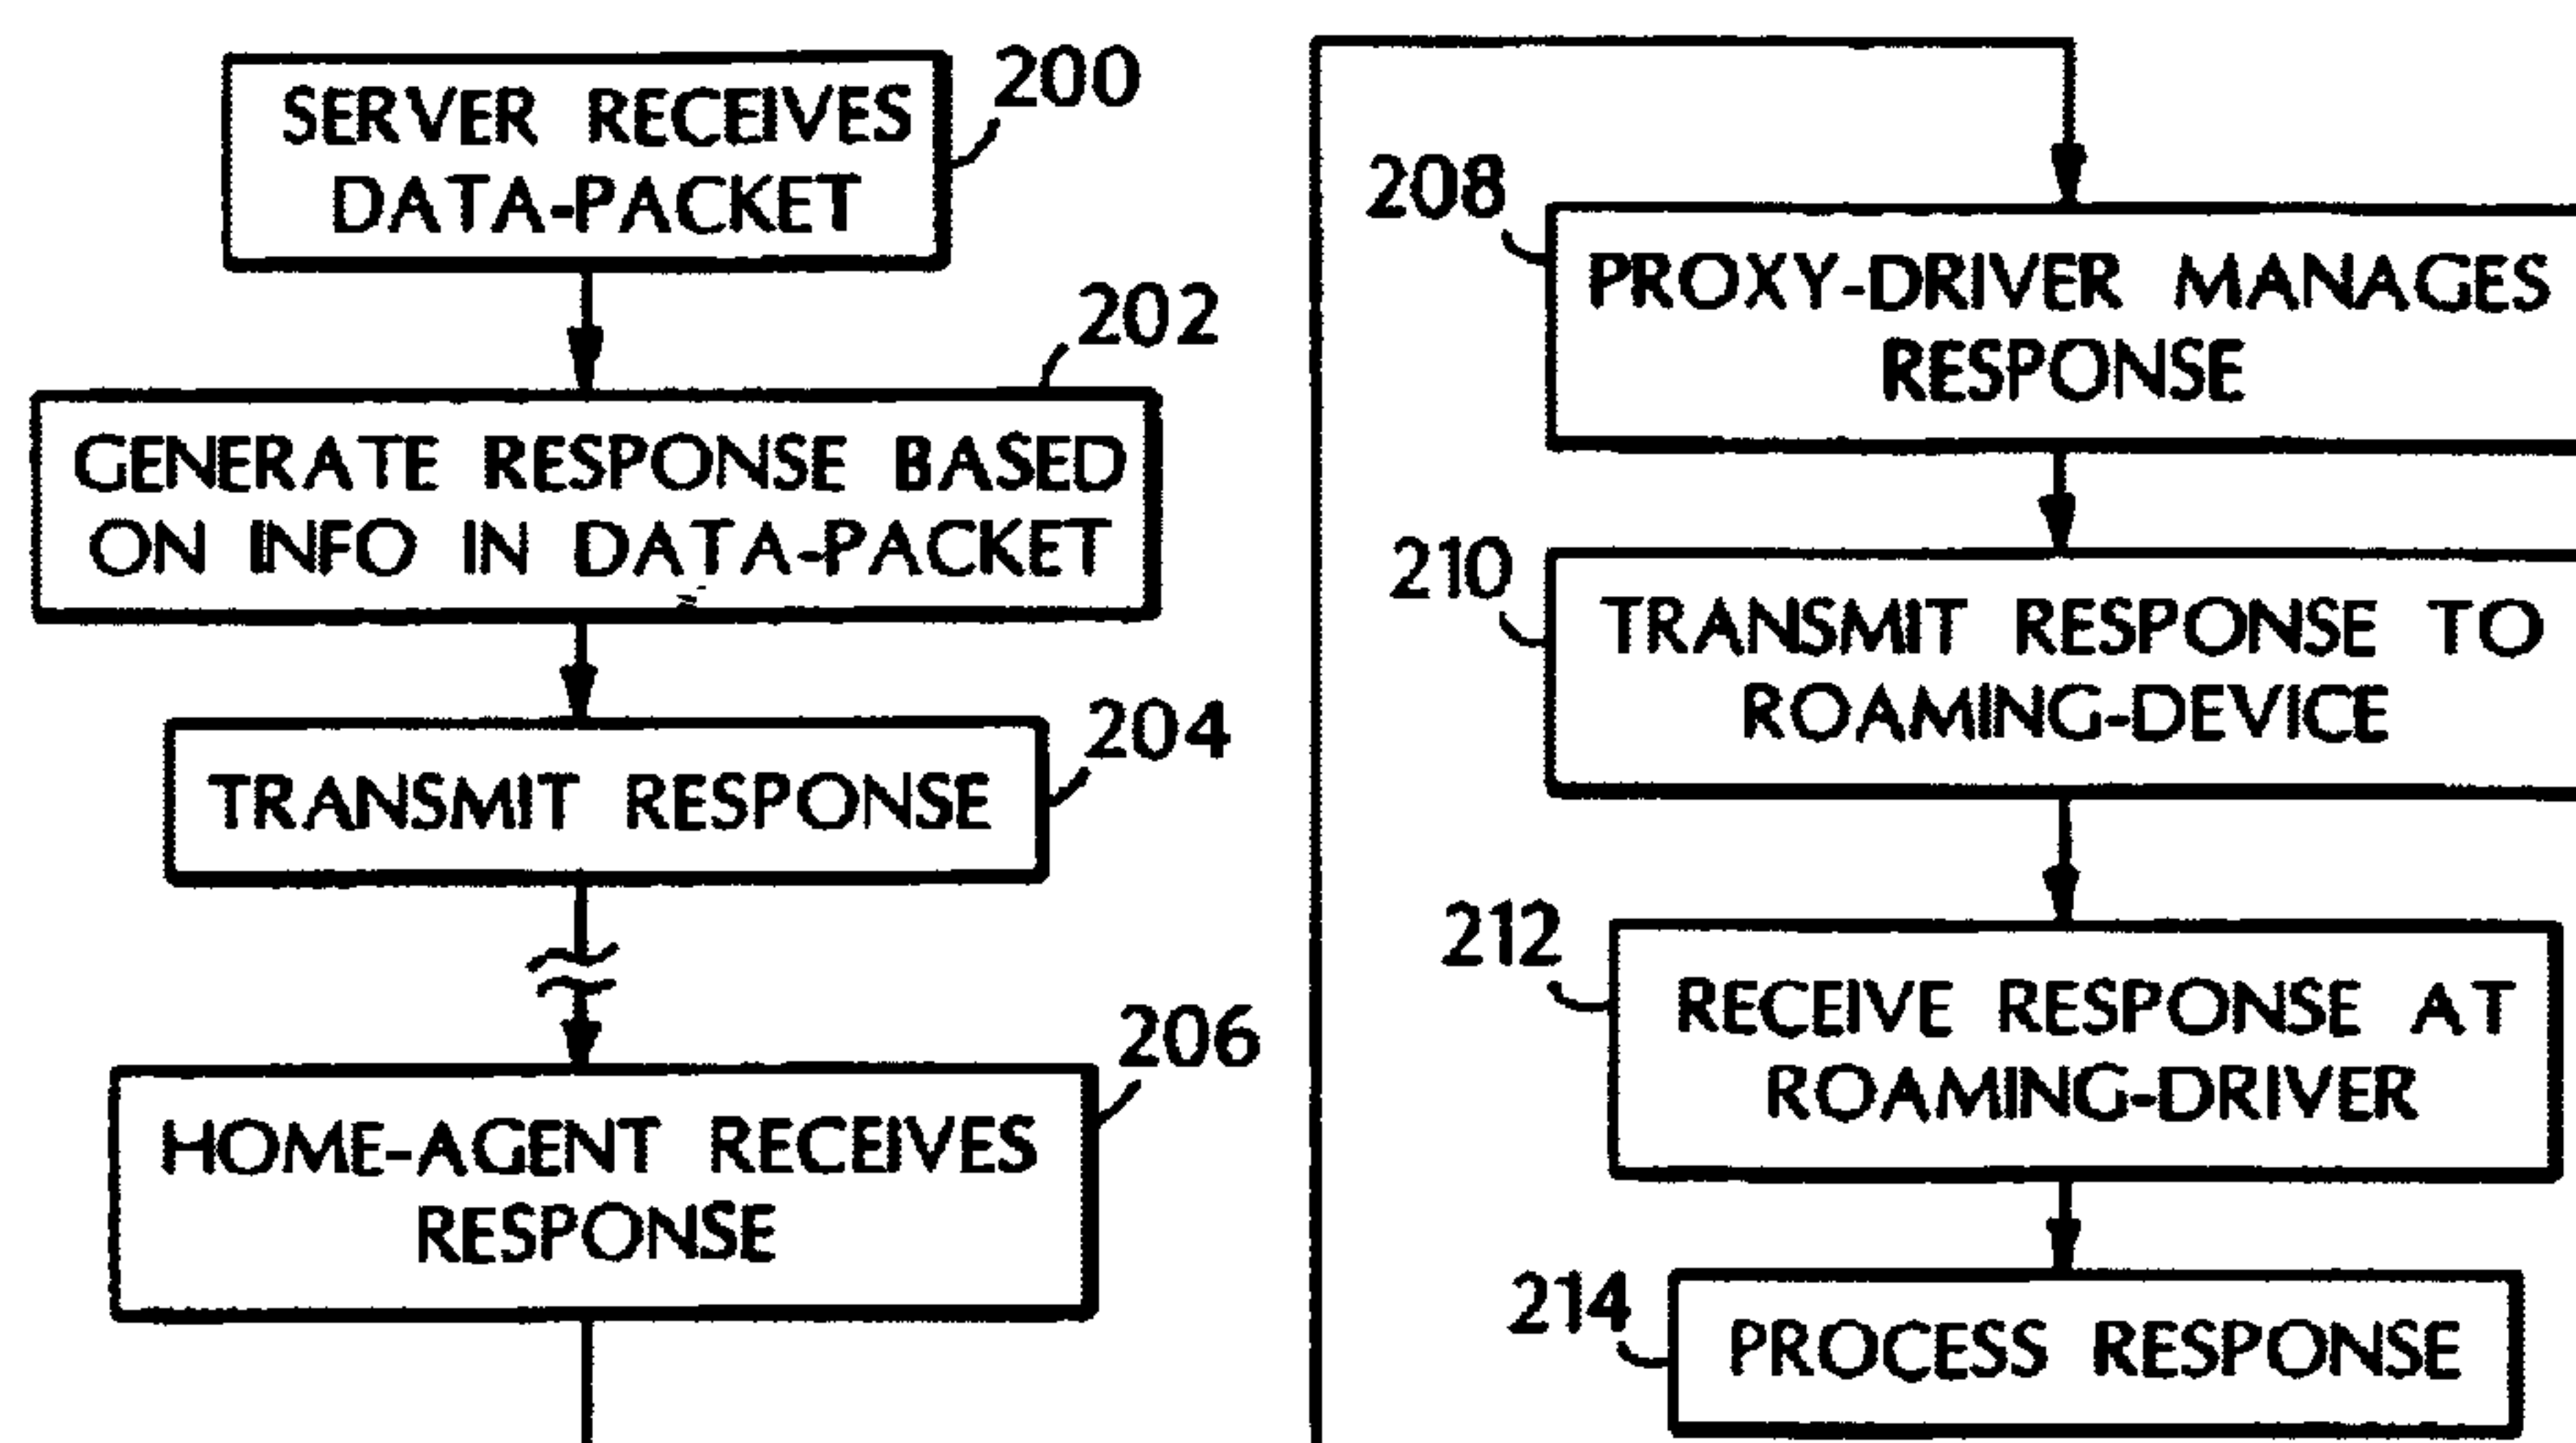 200
SERVER RECEIVES
DATA-PACKET
202
GENERATE RESPONSE BASED
ON INFO IN DATA-PACKET
204
TRANSMIT RESPONSE
206
HOME-AGENT RECEIVES
RESPONSE
208
PROXY-DRIVER MANAGES
RESPONSE
210
TRANSMIT RESPONSE TO
ROAMING-DEVICE
212
RECEIVE RESPONSE AT
ROAMING-DRIVER
214
PROCESS RESPONSE